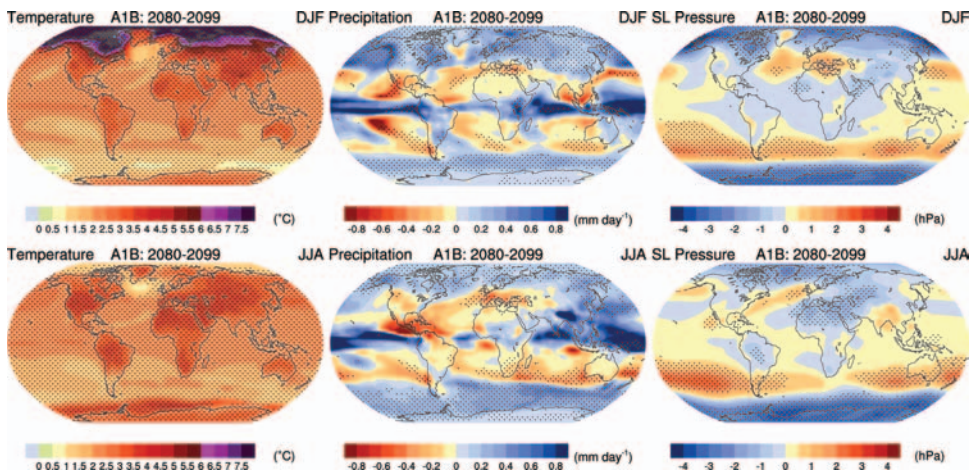 Temperature A1B: 2080-2099 DJF
Precipitation A1B: 2080-2099 DJF
SL Pressure A1B: 2080-2099 DJF
0 0.5 1 1.5 2 2.5 3 3.5 4 4.5 5 5.5 6 6.5 7 7.5 (°C)
-0.8 -0.6 -0.4 -0.2 0 0.2 0.4 0.6 0.8 (mm day-1)
-4 -3 -2 -1 0 1 2 3 4 (hPa)
Temperature A1B: 2080-2099 JJA
Precipitation A1B: 2080-2099 JJA
SL Pressure A1B: 2080-2099 JJA
0 0.5 1 1.5 2 2.5 3 3.5 4 4.5 5 5.5 6 6.5 7 7.5 (°C)
-0.8 -0.6 -0.4 -0.2 0 0.2 0.4 0.6 0.8 (mm day-1)
-4 -3 -2 -1 0 1 2 3 4 (hPa)